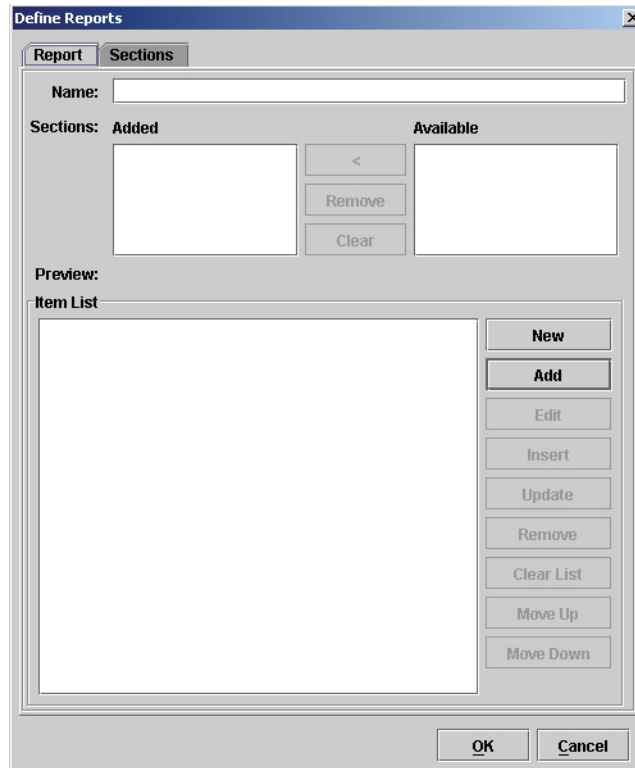 Define Reports
Report Sections
Name:
Sections: Added Available
<
Remove
Clear
Preview:
Item List
New
Add
Edit
Insert
Update
Remove
Clear List
Move Up
Move Down
OK Cancel